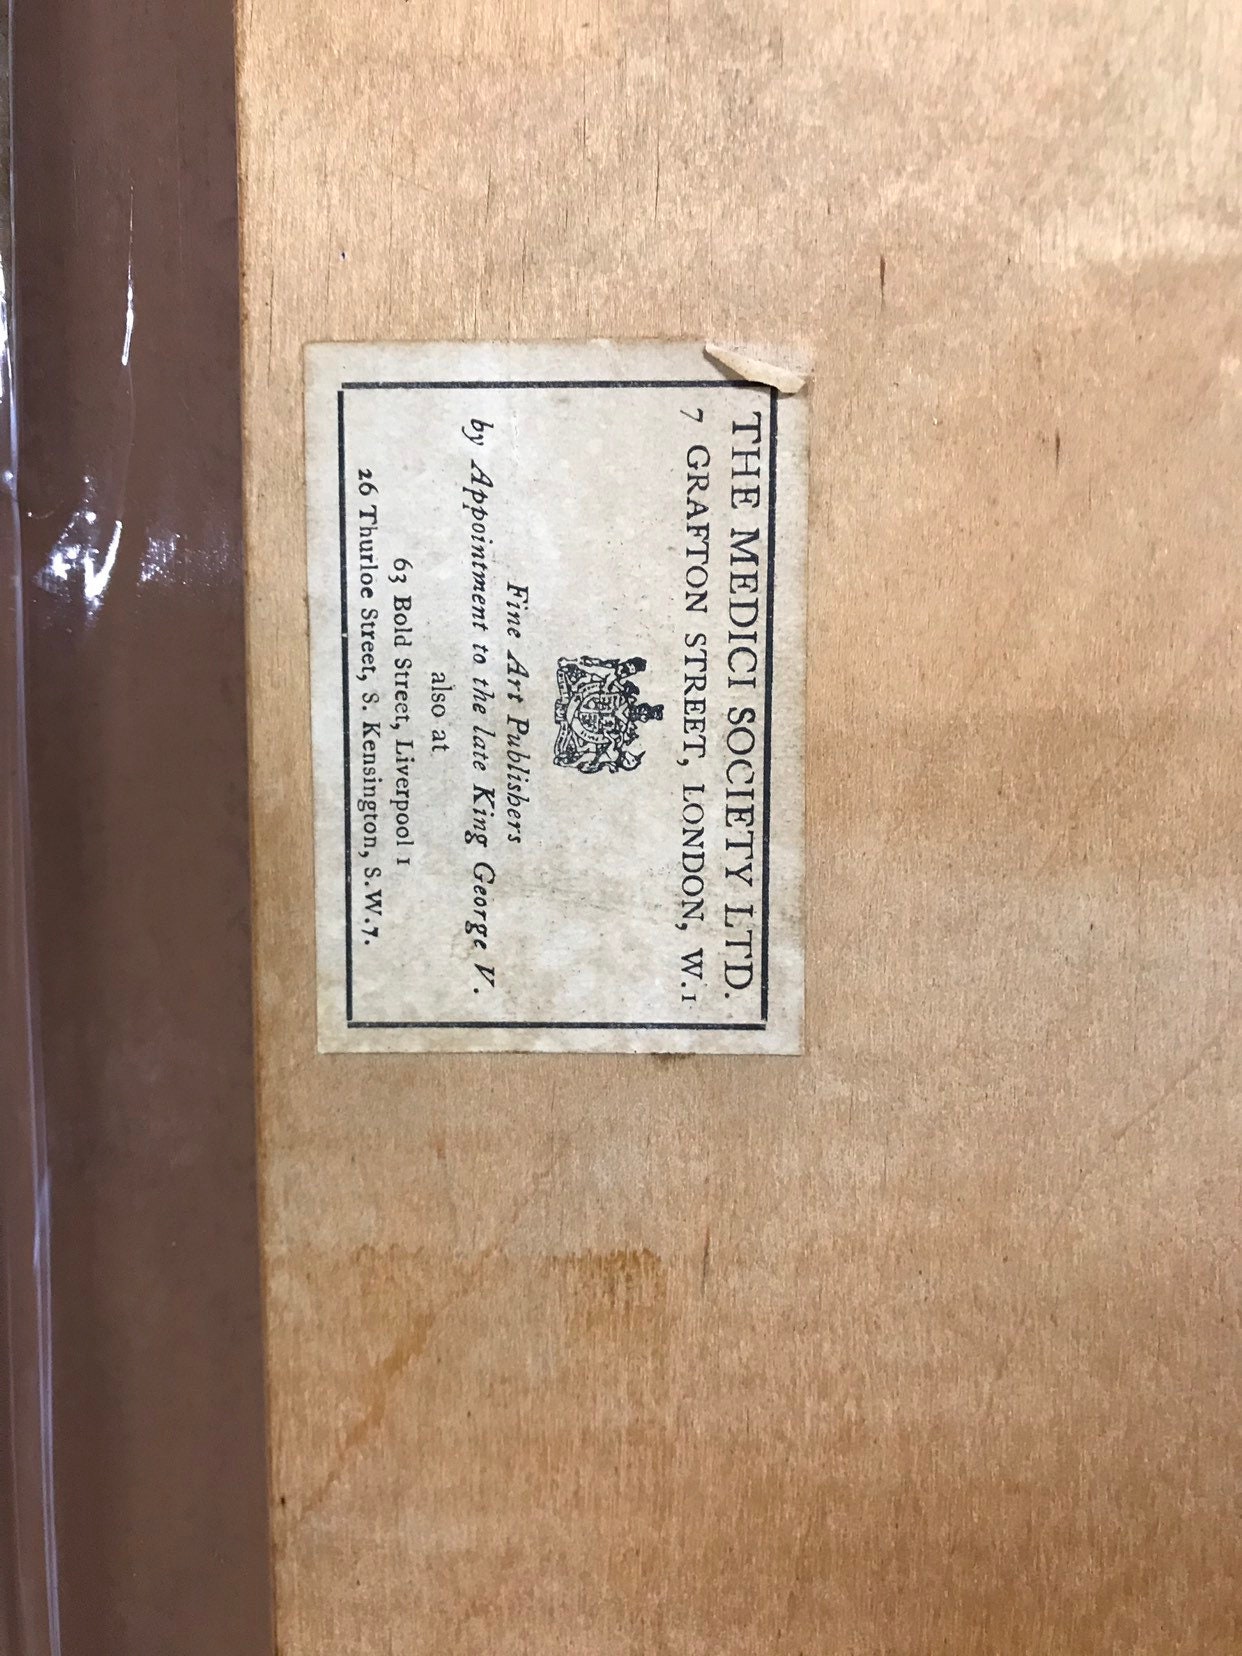 THE MEDICI SOCIETY LTD.
7 GRAFTON STREET, LONDON, W.1
Fine Art Publishers
by Appointment to the late King George V.
also at
63 Bold Street, Liverpool 1
26 Thurloe Street, S. Kensington, S.W.7.